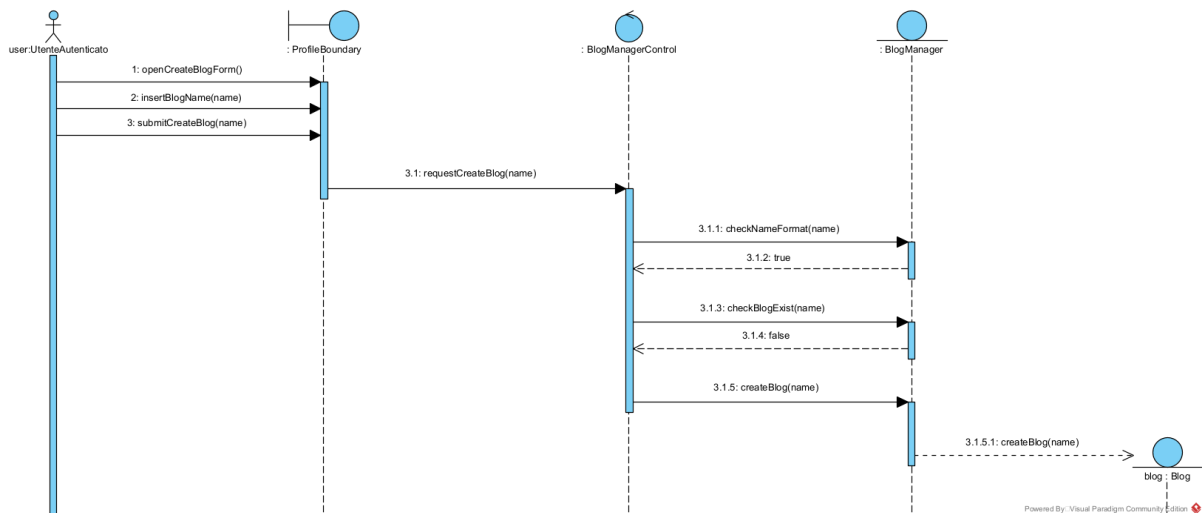 user:UtenteAutenticato
: ProfileBoundary
: BlogManagerControl
: BlogManager
1: openCreateBlogForm()
2: insertBlogName(name)
3: submitCreateBlog(name)
3.1: requestCreateBlog(name)
3.1.1: checkNameFormat(name)
3.1.2: true
3.1.3: checkBlogExist(name)
3.1.4: false
3.1.5: createBlog(name)
3.1.5.1: createBlog(name)
blog : Blog
Powered By: Visual Paradigm Community Edition